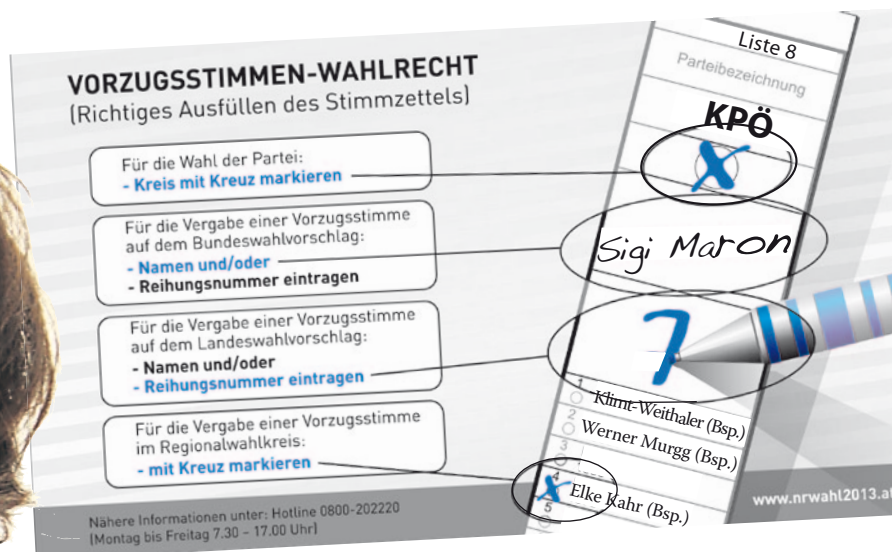 VORZUGSSTIMMEN-WAHLRECHT
(Richtiges Ausfüllen des Stimmzettels)
Für die Wahl der Partei:
- Kreis mit Kreuz markieren
Für die Vergabe einer Vorzugsstimme
auf dem Bundeswahlvorschlag:
- Namen und/oder
- Reihungsnummer eintragen
Für die Vergabe einer Vorzugsstimme
auf dem Landeswahlvorschlag:
- Namen und/oder
- Reihungsnummer eintragen
Für die Vergabe einer Vorzugsstimme
im Regionalwahlkreis:
- mit Kreuz markieren
Nähere Informationen unter: Hotline 0800-202220
(Montag bis Freitag 7.30 – 17.00 Uhr)
Liste 8
Parteibezeichnung
KPÖ
X
Sigi Maron
7
1 Klimt-Weithaler (Bsp.)
2 Werner Murgg (Bsp.)
3
4 X Elke Kahr (Bsp.)
5
www.nrwahl2013.at